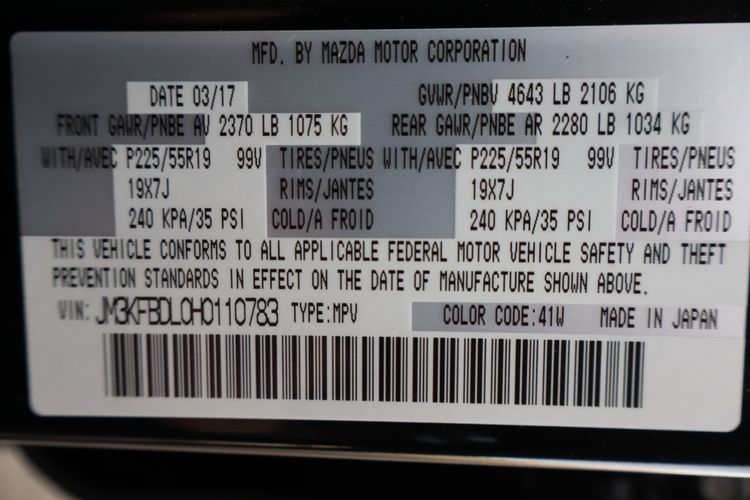 MFD. BY MAZDA MOTOR CORPORATION
DATE 03/17 GVWR/PNBV 4643 LB 2106 KG
FRONT GAWR/PNBE AV 2370 LB 1075 KG REAR GAWR/PNBE AR 2280 LB 1034 KG
WITH/AVEC P225/55R19 99V TIRES/PNEUS WITH/AVEC P225/55R19 99V TIRES/PNEUS
19X7J RIMS/JANTES 19X7J RIMS/JANTES
240 KPA/35 PSI COLD/A FROID 240 KPA/35 PSI COLD/A FROID
THIS VEHICLE CONFORMS TO ALL APPLICABLE FEDERAL MOTOR VEHICLE SAFETY AND THEFT
PREVENTION STANDARDS IN EFFECT ON THE DATE OF MANUFACTURE SHOWN ABOVE.
VIN: JM3KFBDL0H0110783 TYPE:MPV COLOR CODE:41W MADE IN JAPAN